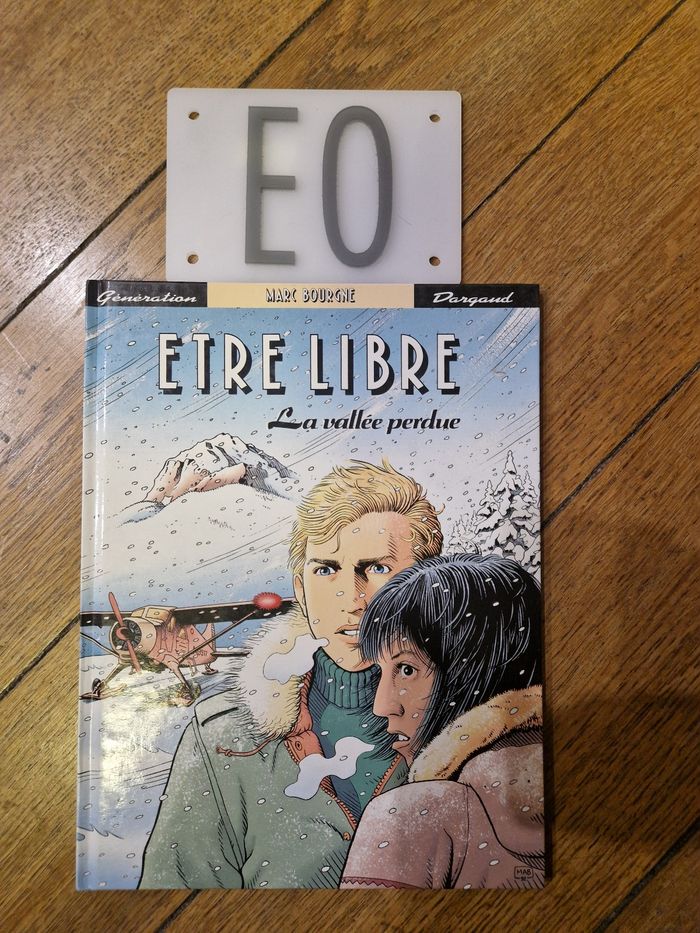 EO
Génération MARC BOURGNE Dargaud
ETRE LIBRE
La vallée perdue
MAB